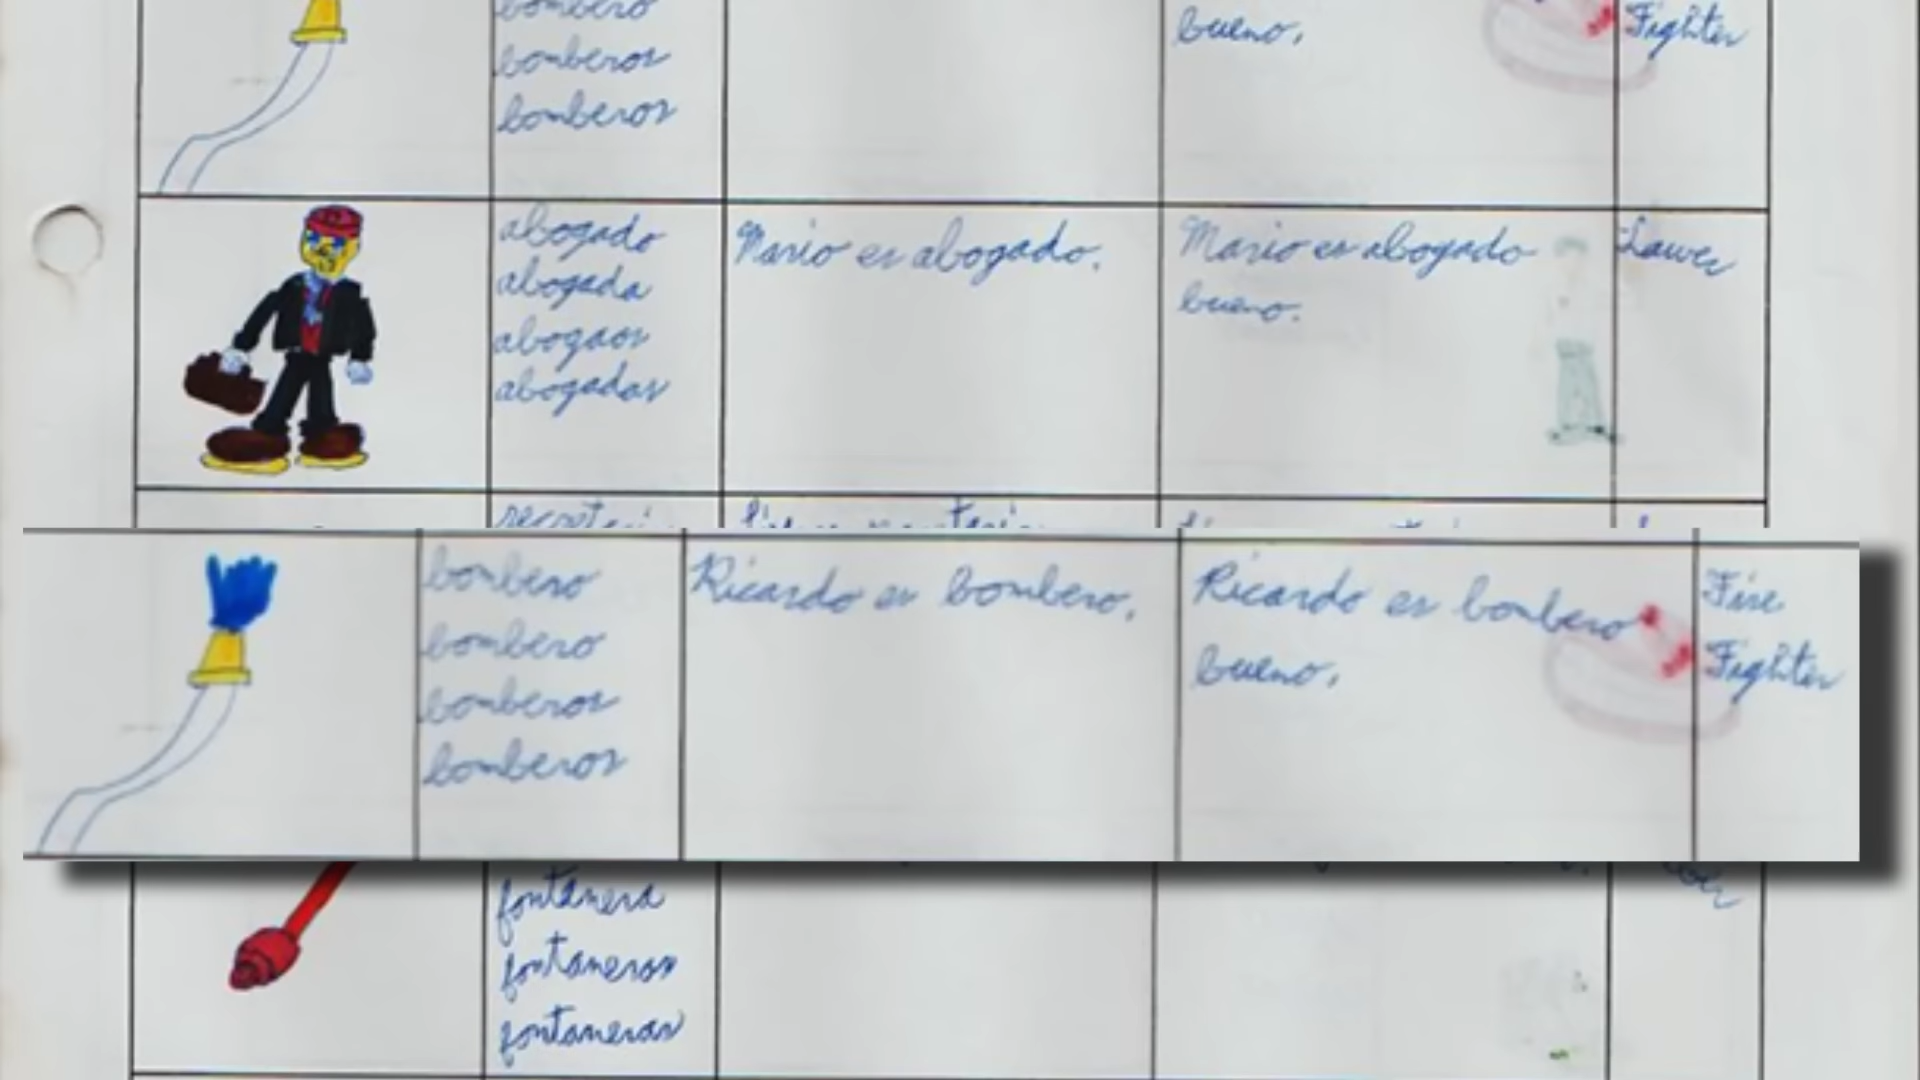 bombero
bueno,
Fighter
bomberos
bomberos
abogado
abogada
abogaos
abogadas
Mario es abogado.
Mario es abogado
bueno.
Lawer
bombero
bombero
bomberos
bomberos
Ricardo es bombero.
Ricardo es bombero
bueno,
Fire
Fighter
fontanera
fontaneros
fontaneras